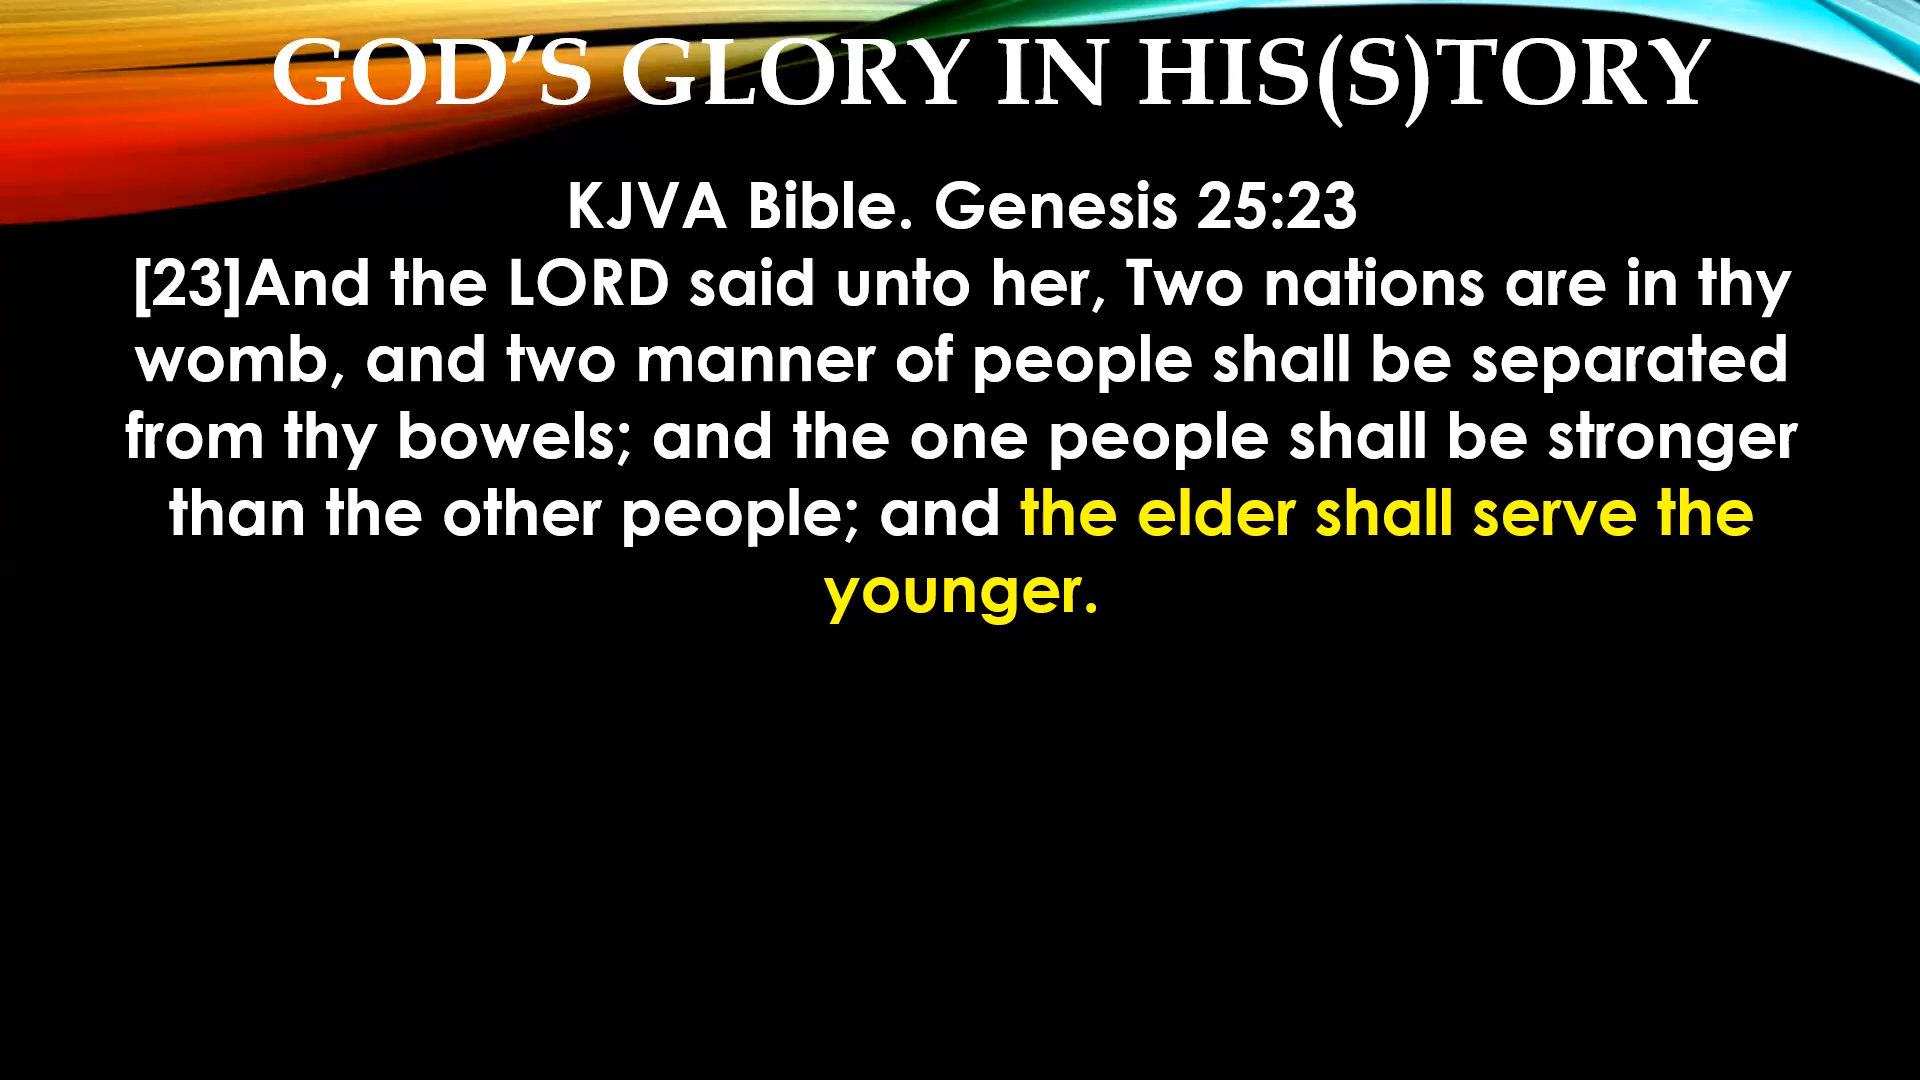 GOD’S GLORY IN HIS(S)TORY
KJVA Bible. Genesis 25:23
[23]And the LORD said unto her, Two nations are in thy
womb, and two manner of people shall be separated
from thy bowels; and the one people shall be stronger
than the other people; and the elder shall serve the
younger.